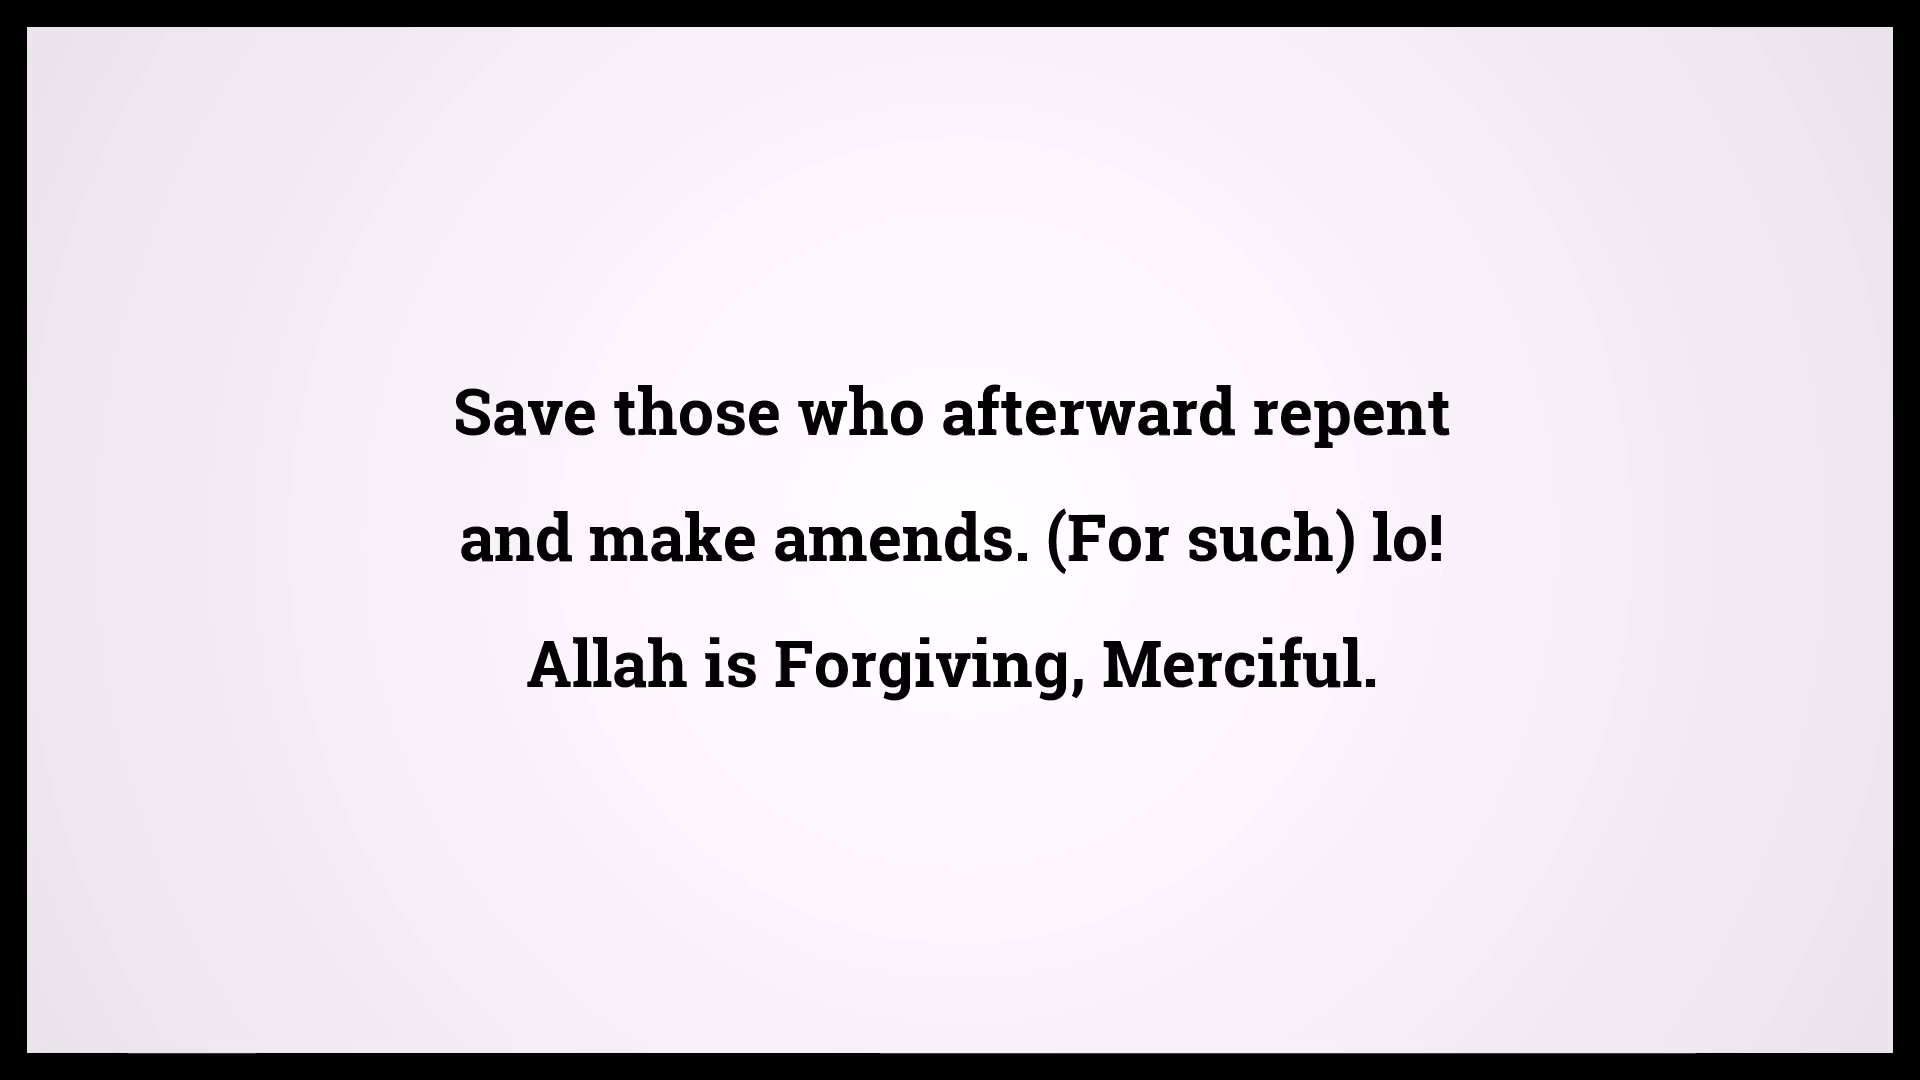 Save those who afterward repent
and make amends. (For such) lo!
Allah is Forgiving, Merciful.